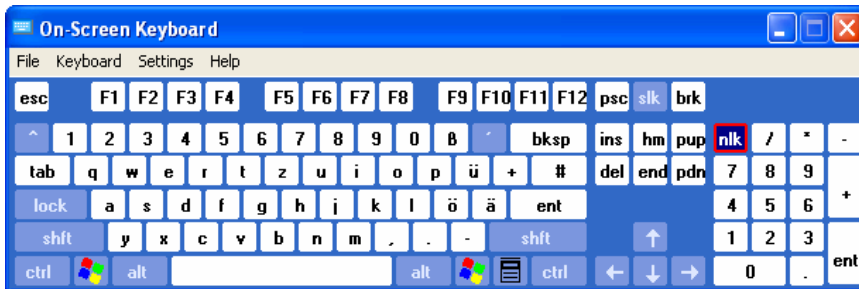 On-Screen Keyboard
File Keyboard Settings Help
esc F1 F2 F3 F4 F5 F6 F7 F8 F9 F10 F11 F12 psc slk brk
^ 1 2 3 4 5 6 7 8 9 0 ß ´ bksp ins hm pup nlk / * -
tab q w e r t z u i o p ü + # del end pdn 7 8 9 +
lock a s d f g h j k l ö ä ent 4 5 6
shft y x c v b n m , . - shft ↑ 1 2 3 ent
ctrl alt alt ctrl ← ↓ → 0 .